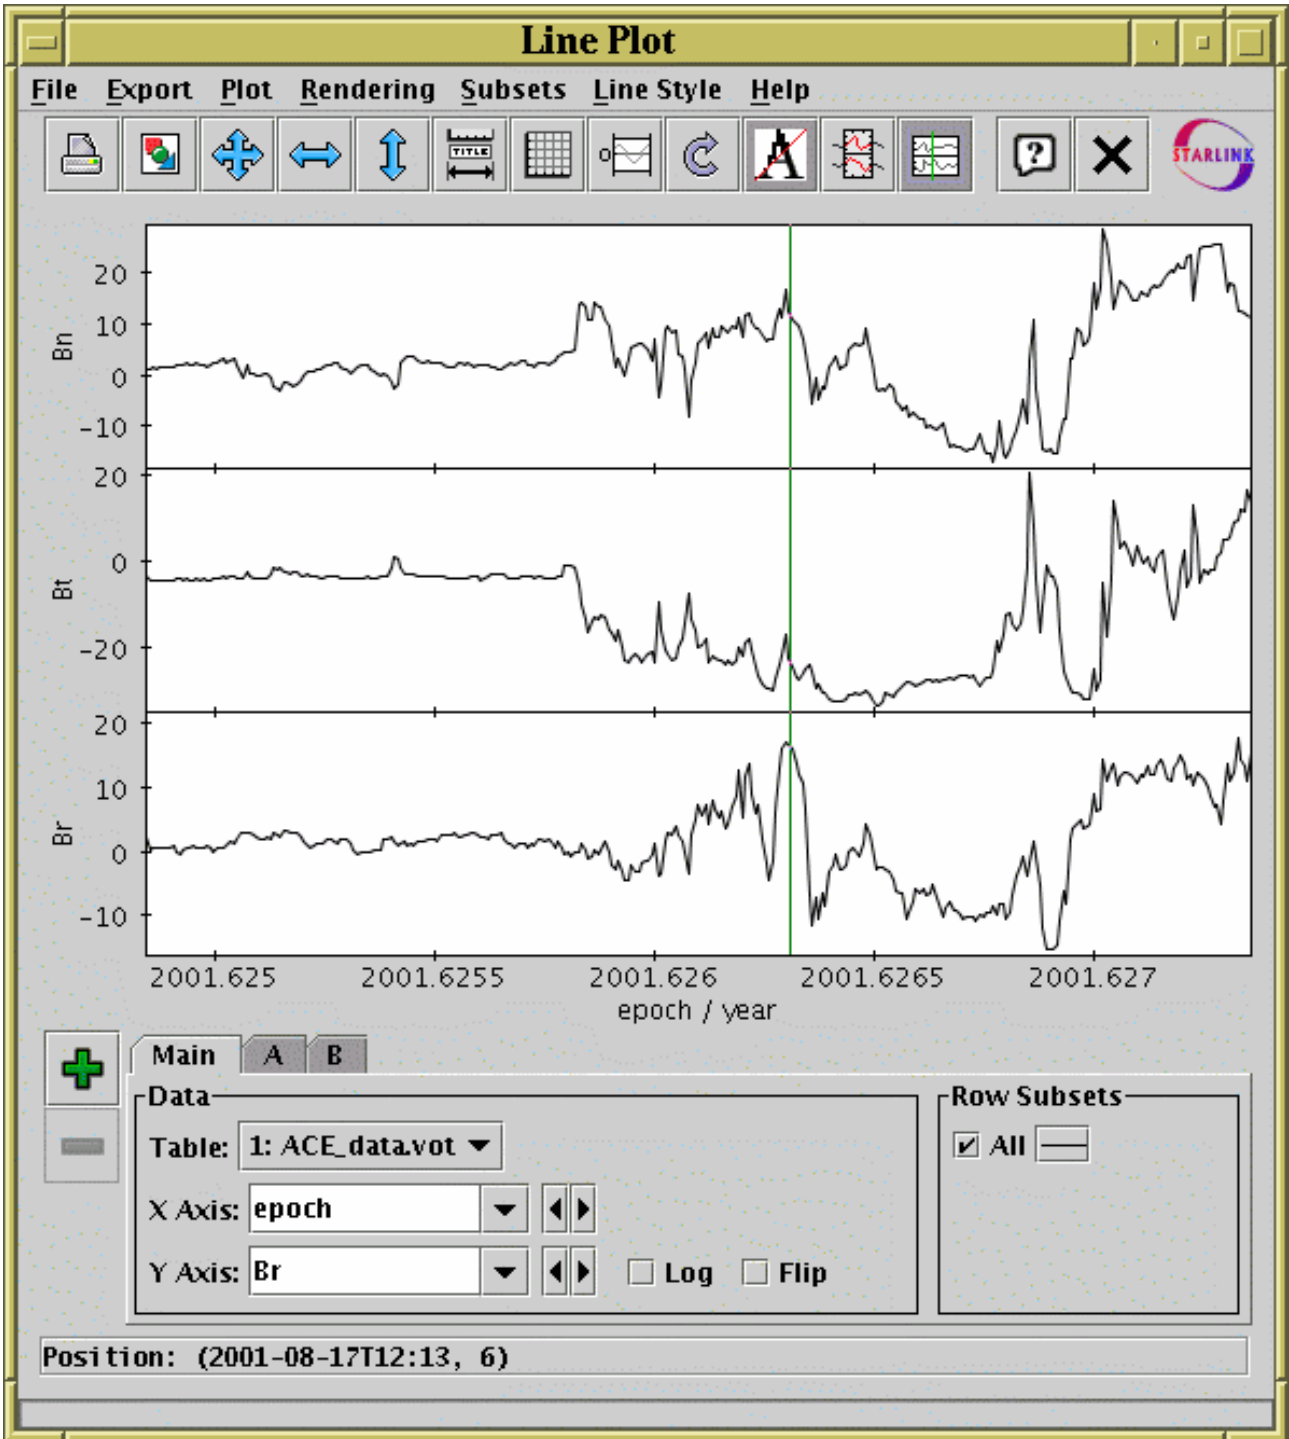 Line Plot
File Export Plot Rendering Subsets Line Style Help
TITLE
A
?
STARLINK
20
10
0
-10
Bn
20
0
-20
Bt
20
10
0
-10
Br
2001.625 2001.6255 2001.626 2001.6265 2001.627
epoch / year
Main A B
Data
Row Subsets
Table: 1: ACE_data.vot
All
X Axis: epoch
Y Axis: Br Log Flip
Position: (2001-08-17T12:13, 6)